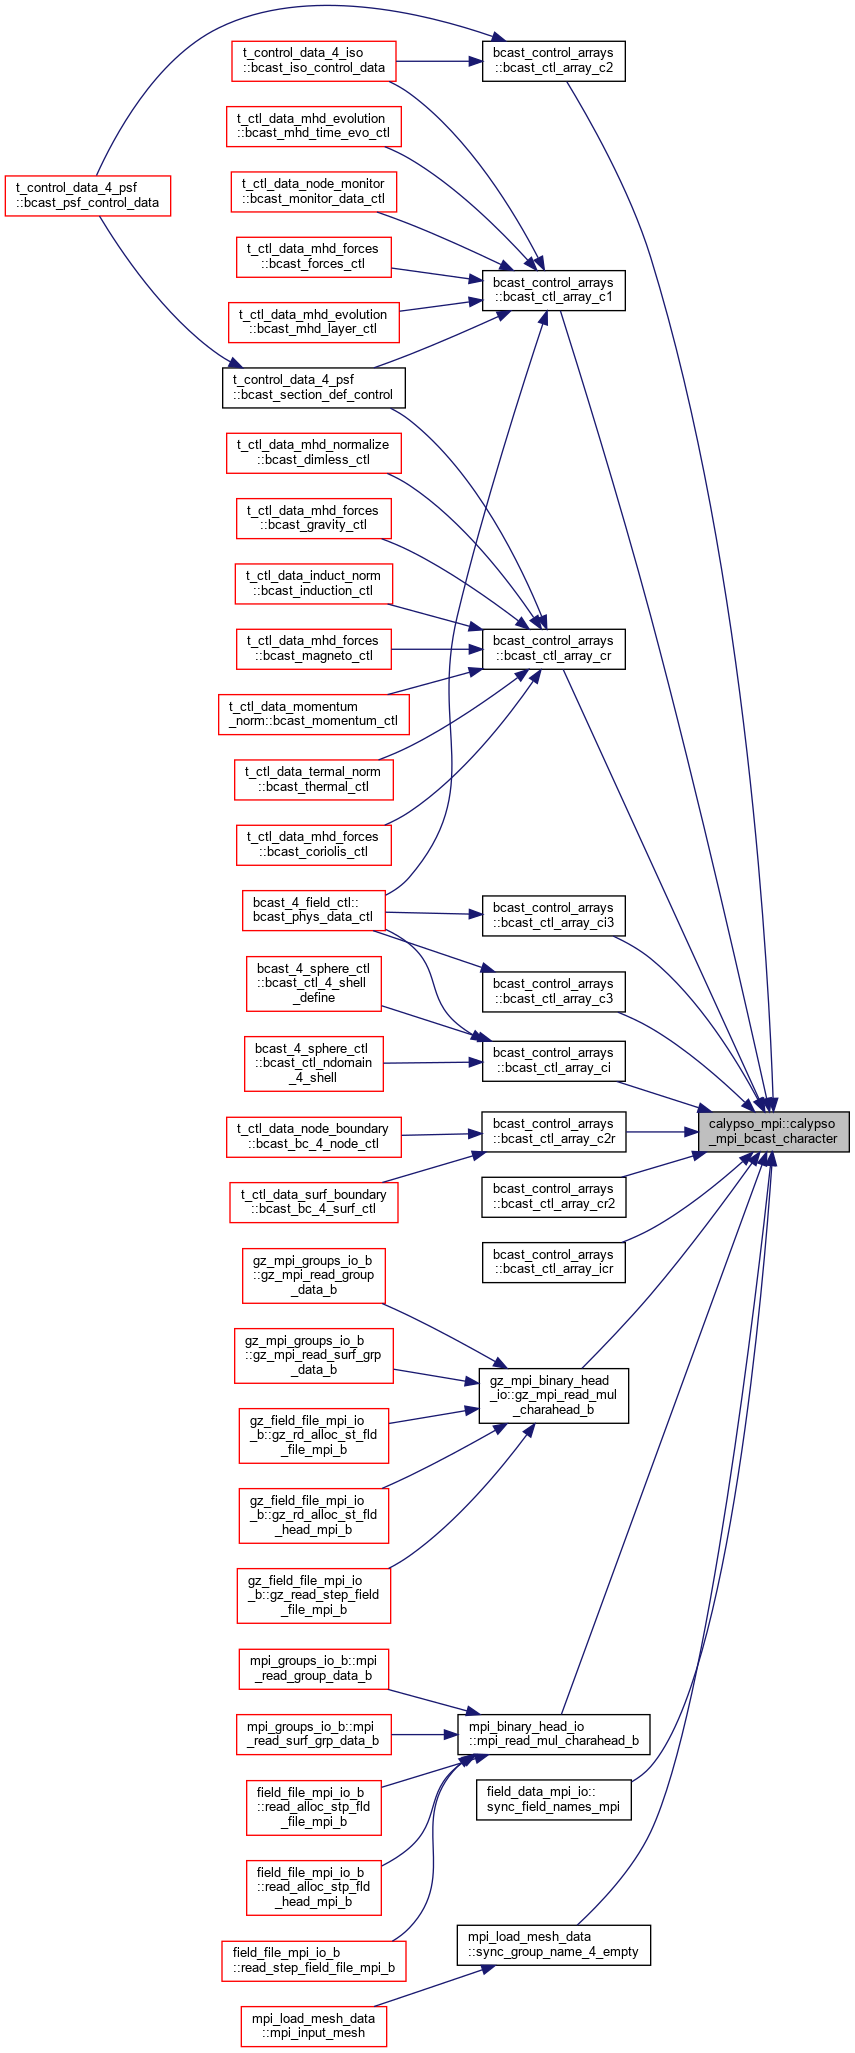 bcast_control_arrays
::bcast_ctl_array_c2
t_control_data_4_iso
::bcast_iso_control_data
t_ctl_data_mhd_evolution
::bcast_mhd_time_evo_ctl
t_control_data_4_psf
::bcast_psf_control_data
t_ctl_data_node_monitor
::bcast_monitor_data_ctl
t_ctl_data_mhd_forces
::bcast_forces_ctl
bcast_control_arrays
::bcast_ctl_array_c1
t_ctl_data_mhd_evolution
::bcast_mhd_layer_ctl
t_control_data_4_psf
::bcast_section_def_control
t_ctl_data_mhd_normalize
::bcast_dimless_ctl
t_ctl_data_mhd_forces
::bcast_gravity_ctl
t_ctl_data_induct_norm
::bcast_induction_ctl
t_ctl_data_mhd_forces
::bcast_magneto_ctl
bcast_control_arrays
::bcast_ctl_array_cr
t_ctl_data_momentum
_norm::bcast_momentum_ctl
t_ctl_data_termal_norm
::bcast_thermal_ctl
t_ctl_data_mhd_forces
::bcast_coriolis_ctl
bcast_4_field_ctl::
bcast_phys_data_ctl
bcast_control_arrays
::bcast_ctl_array_ci3
bcast_4_sphere_ctl
::bcast_ctl_4_shell
_define
bcast_control_arrays
::bcast_ctl_array_c3
bcast_4_sphere_ctl
::bcast_ctl_ndomain
_4_shell
bcast_control_arrays
::bcast_ctl_array_ci
t_ctl_data_node_boundary
::bcast_bc_4_node_ctl
bcast_control_arrays
::bcast_ctl_array_c2r
calypso_mpi::calypso
_mpi_bcast_character
t_ctl_data_surf_boundary
::bcast_bc_4_surf_ctl
bcast_control_arrays
::bcast_ctl_array_cr2
bcast_control_arrays
::bcast_ctl_array_icr
gz_mpi_groups_io_b
::gz_mpi_read_group
_data_b
gz_mpi_groups_io_b
::gz_mpi_read_surf_grp
_data_b
gz_mpi_binary_head
_io::gz_mpi_read_mul
_charahead_b
gz_field_file_mpi_io
_b::gz_rd_alloc_st_fld
_file_mpi_b
gz_field_file_mpi_io
_b::gz_rd_alloc_st_fld
_head_mpi_b
gz_field_file_mpi_io
_b::gz_read_step_field
_file_mpi_b
mpi_groups_io_b::mpi
_read_group_data_b
mpi_groups_io_b::mpi
_read_surf_grp_data_b
mpi_binary_head_io
::mpi_read_mul_charahead_b
field_file_mpi_io_b
::read_alloc_stp_fld
_file_mpi_b
field_data_mpi_io::
sync_field_names_mpi
field_file_mpi_io_b
::read_alloc_stp_fld
_head_mpi_b
field_file_mpi_io_b
::read_step_field_file_mpi_b
mpi_load_mesh_data
::sync_group_name_4_empty
mpi_load_mesh_data
::mpi_input_mesh